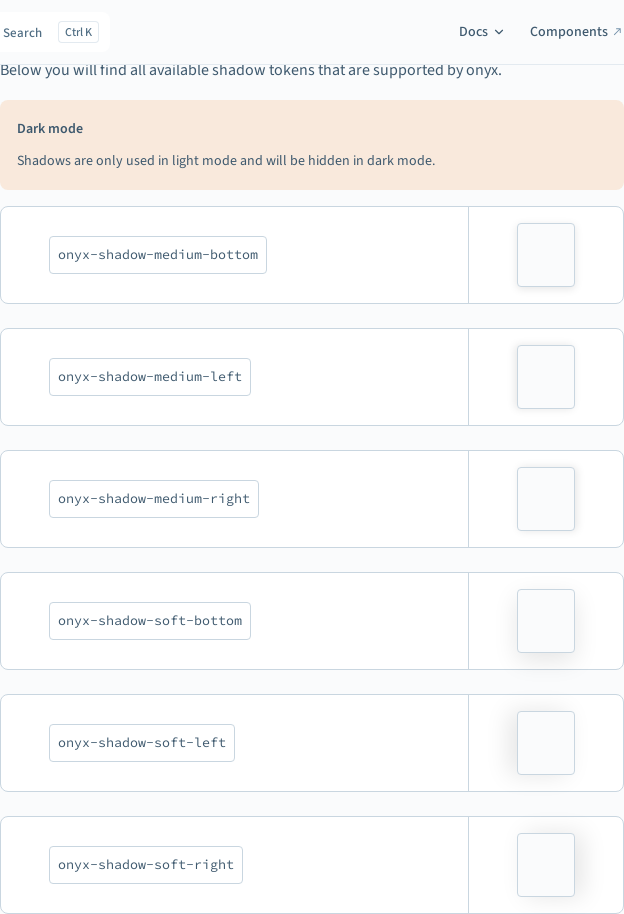 Search Ctrl K Docs Components
Below you will find all available shadow tokens that are supported by onyx.
Dark mode
Shadows are only used in light mode and will be hidden in dark mode.
onyx-shadow-medium-bottom
onyx-shadow-medium-left
onyx-shadow-medium-right
onyx-shadow-soft-bottom
onyx-shadow-soft-left
onyx-shadow-soft-right